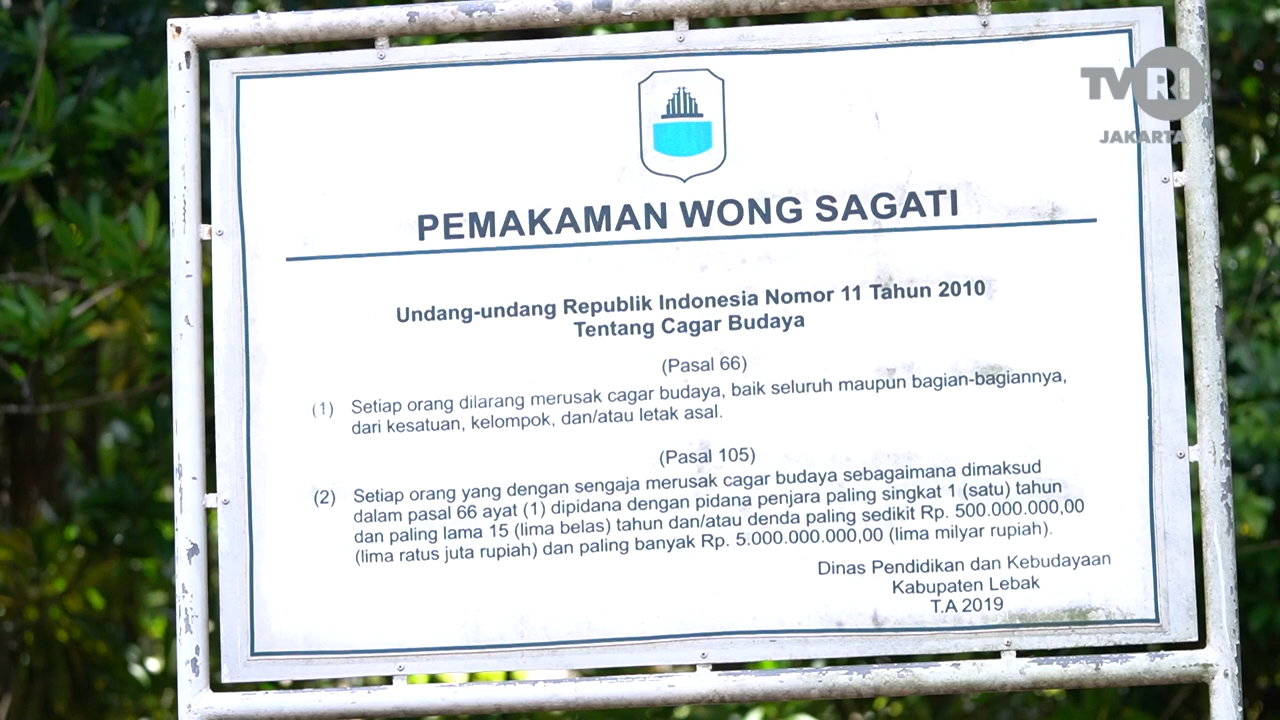 TVRI
JAKARTA
PEMAKAMAN WONG SAGATI
Undang-undang Republik Indonesia Nomor 11 Tahun 2010
Tentang Cagar Budaya
(Pasal 66)
(1) Setiap orang dilarang merusak cagar budaya, baik seluruh maupun bagian-bagiannya,
dari kesatuan, kelompok, dan/atau letak asal.
(Pasal 105)
(2) Setiap orang yang dengan sengaja merusak cagar budaya sebagaimana dimaksud
dalam pasal 66 ayat (1) dipidana dengan pidana penjara paling singkat 1 (satu) tahun
dan paling lama 15 (lima belas) tahun dan/atau denda paling sedikit Rp. 500.000.000,00
(lima ratus juta rupiah) dan paling banyak Rp. 5.000.000.000,00 (lima milyar rupiah).
Dinas Pendidikan dan Kebudayaan
Kabupaten Lebak
T.A 2019